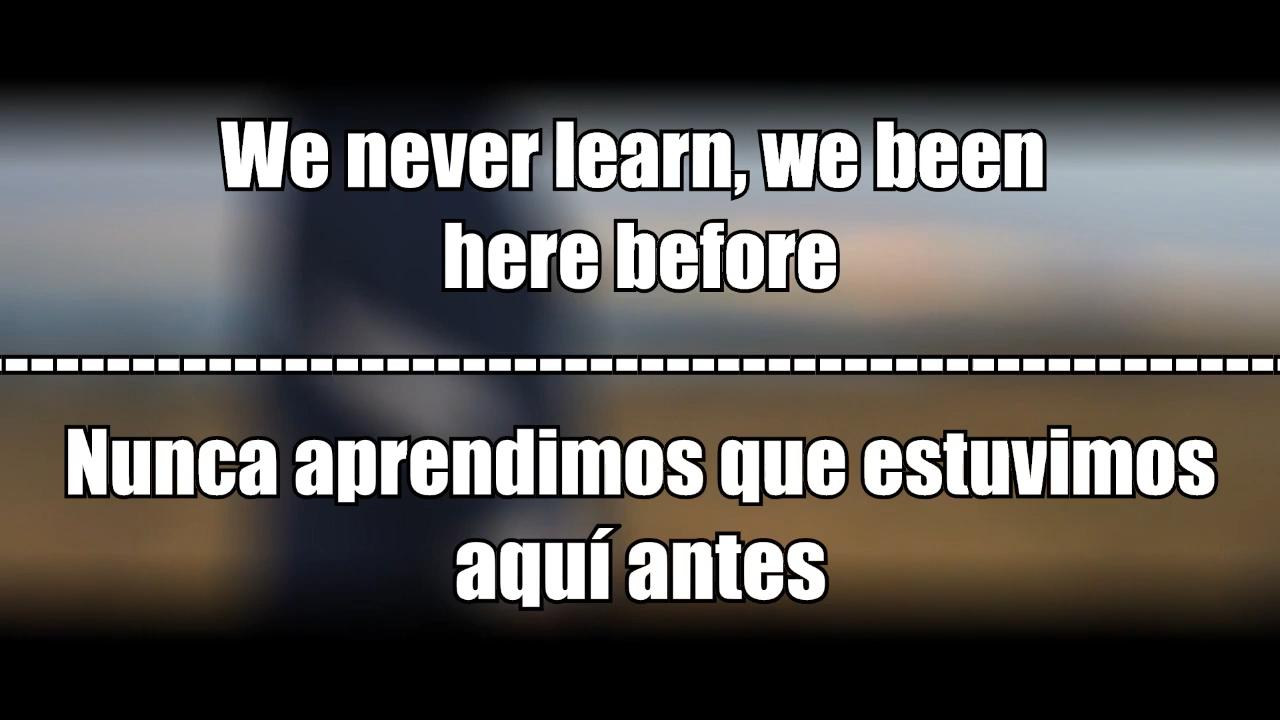 We never learn, we been
here before
Nunca aprendimos que estuvimos
aquí antes